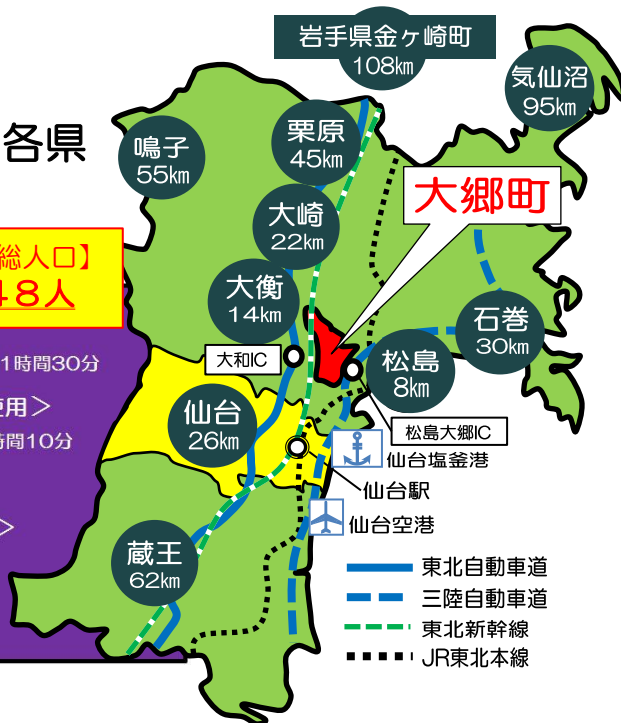 岩手県金ヶ崎町
108km
気仙沼
95km
各県
鳴子
55km
栗原
45km
大郷町
大崎
22km
総人口】
48人
大衡
14km
石巻
30km
大和IC
松島
8km
1時間30分
使用＞
時間10分
＞
仙台
26km
松島大郷IC
仙台塩釜港
仙台駅
仙台空港
蔵王
62km
東北自動車道
三陸自動車道
東北新幹線
JR東北本線